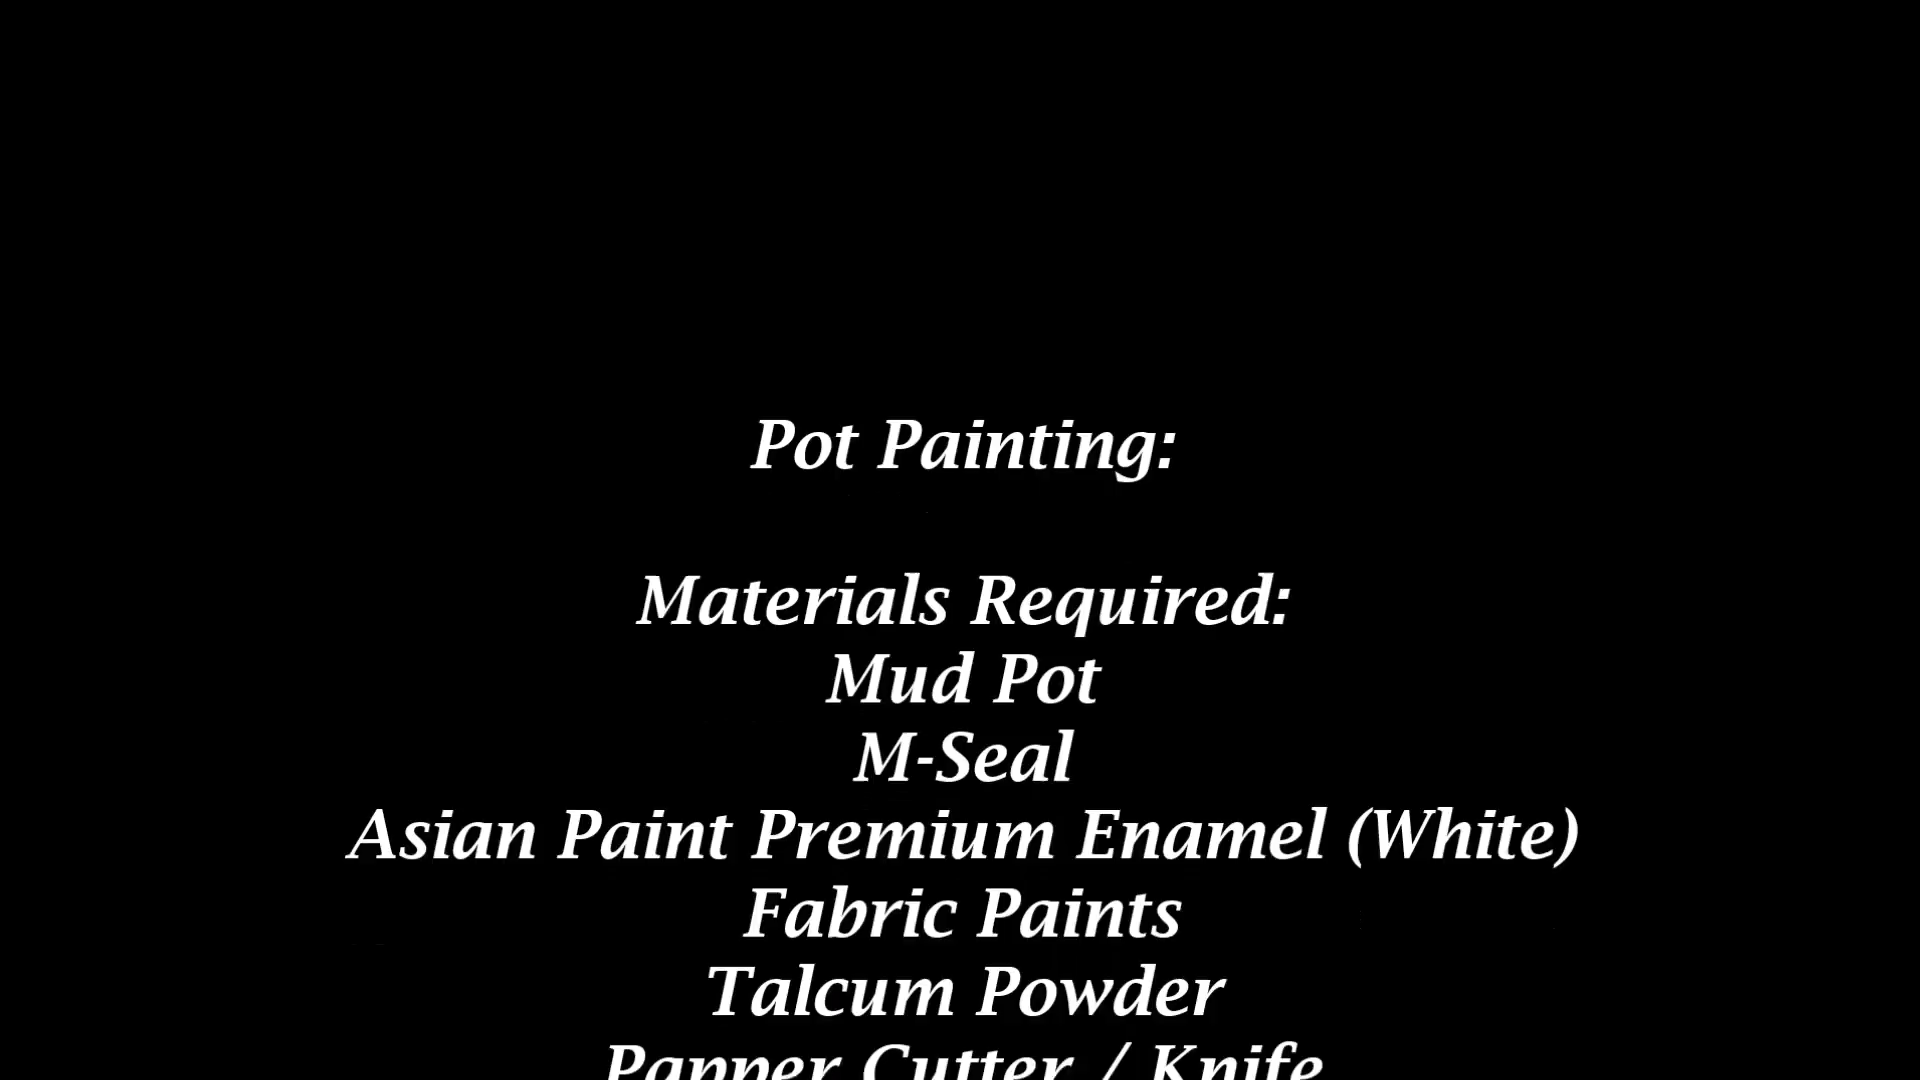 Pot Painting:
Materials Required:
Mud Pot
M-Seal
Asian Paint Premium Enamel (White)
Fabric Paints
Talcum Powder
Papper Cutter / Knife